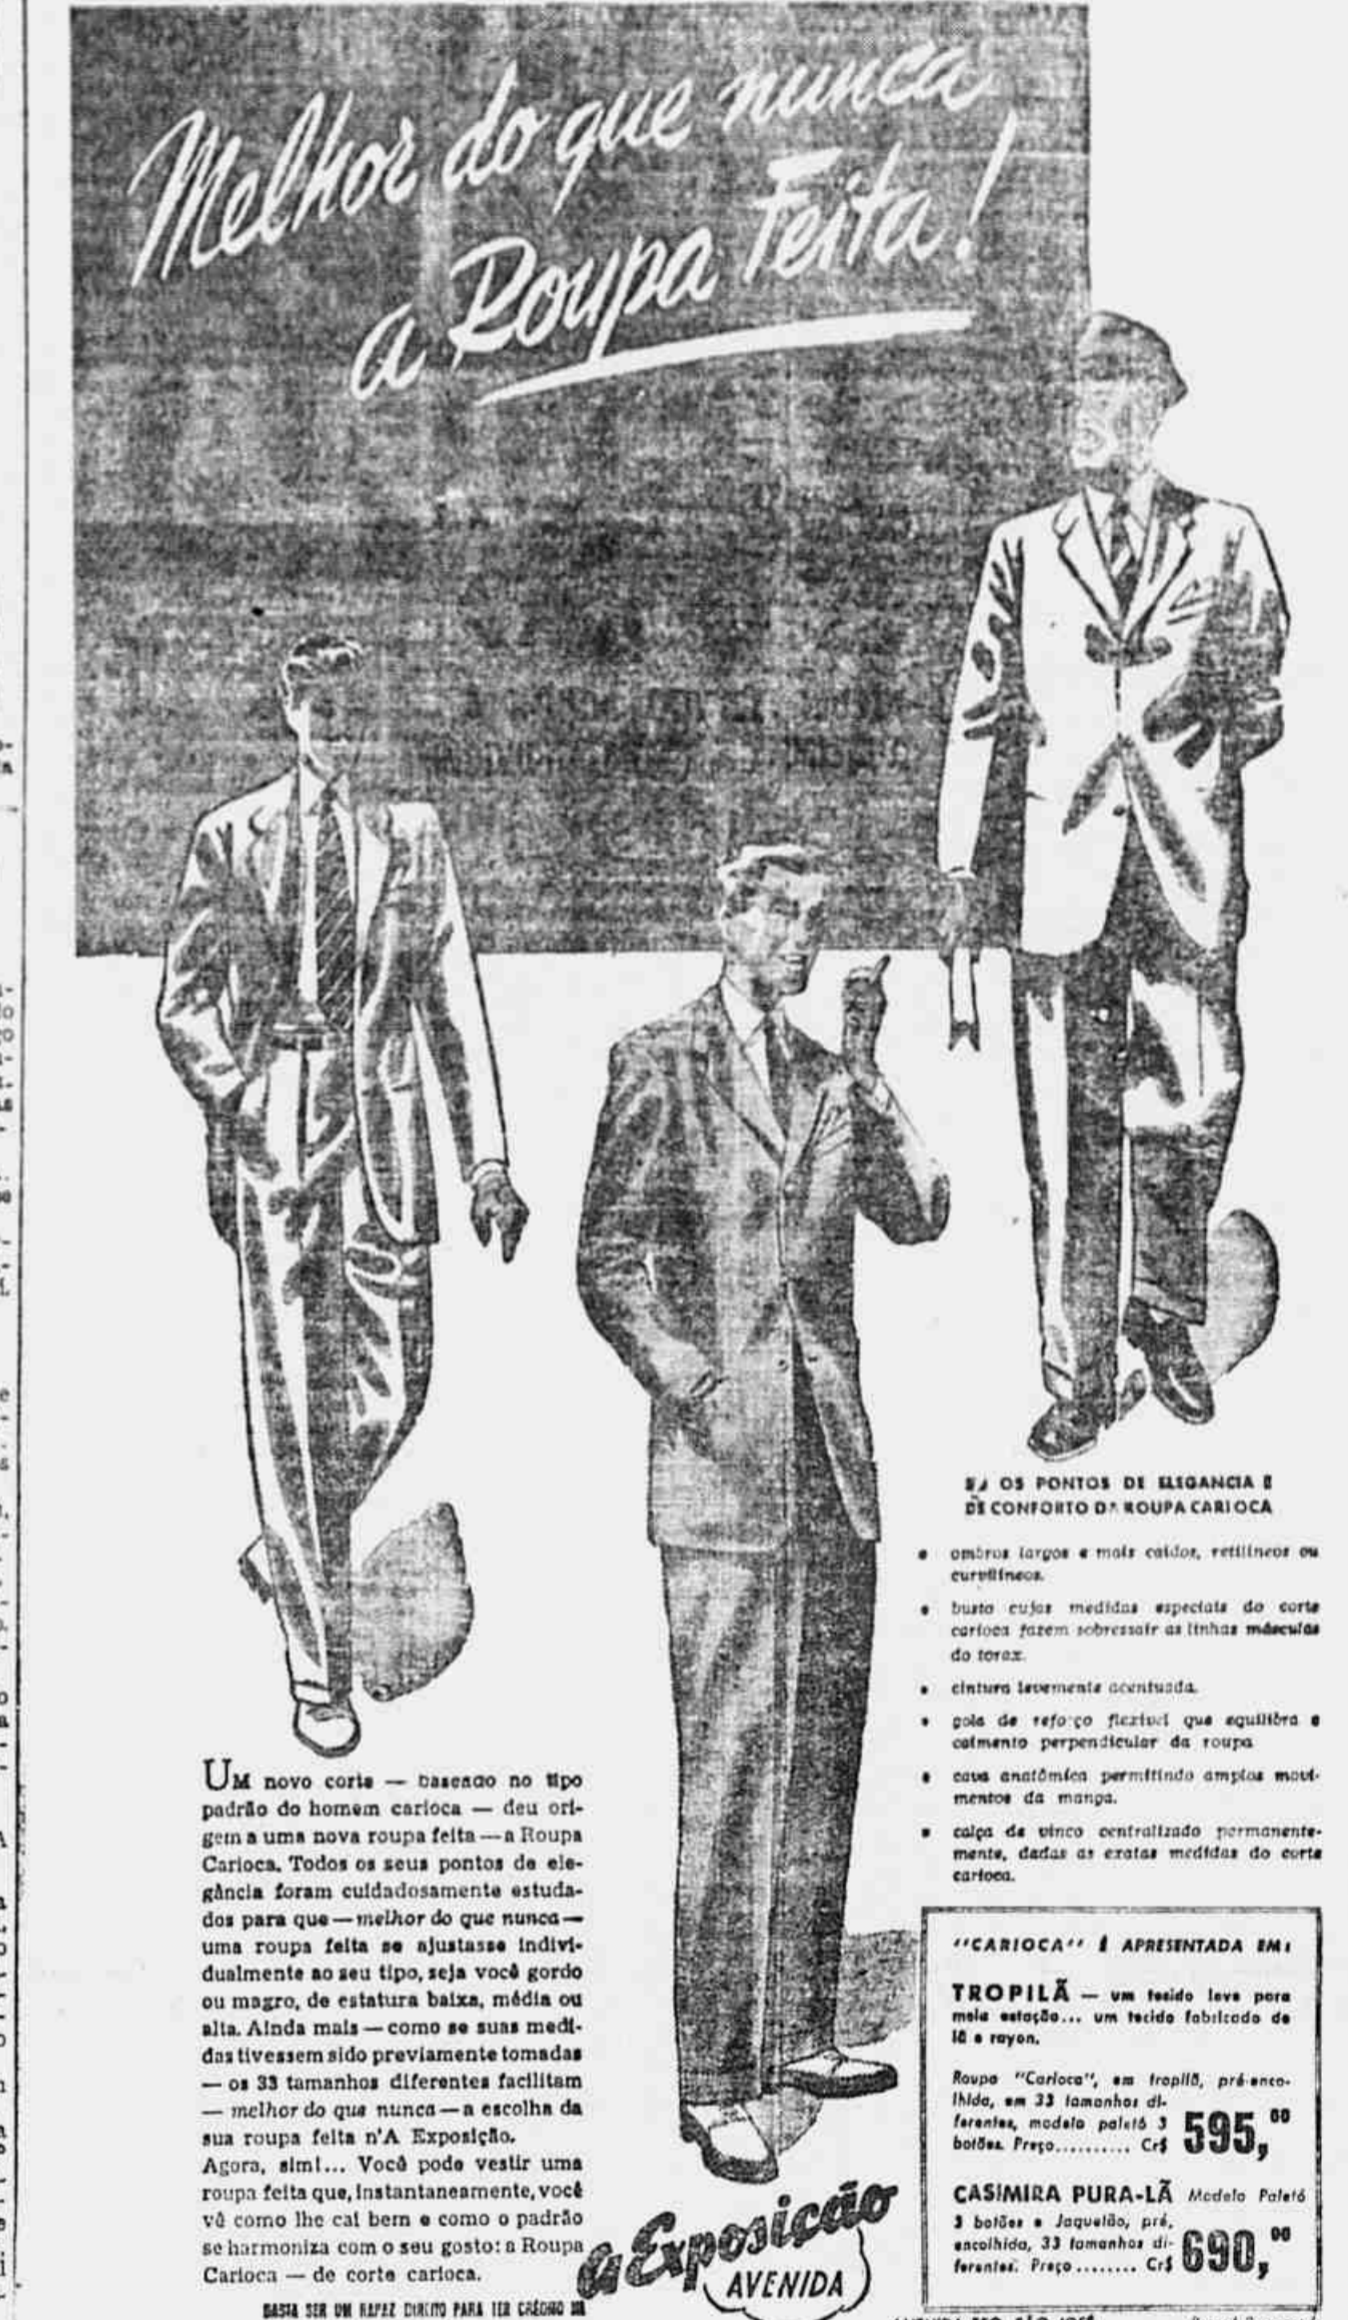 Melhor do que nunca
a Roupa Feita!
UM novo corte — baseado no tipo
padrão do homem carioca — deu ori-
gem a uma nova roupa feita — a Roupa
Carioca. Todos os seus pontos de ele-
gância foram cuidadosamente estuda-
dos para que — melhor do que nunca —
uma roupa feita se ajustasse indivi-
dualmente ao seu tipo, seja você gordo
ou magro, de estatura baixa, média ou
alta. Ainda mais — como se suas medi-
das tivessem sido previamente tomadas
— os 33 tamanhos diferentes facilitam
— melhor do que nunca — a escolha da
sua roupa feita n'A Exposição.
Agora, sim!... Você pode vestir uma
roupa feita que, instantaneamente, você
vê como lhe cai bem e como o padrão
se harmoniza com o seu gosto: a Roupa
Carioca — de corte carioca.
BASTA SER UM RAPAZ DIREITO PARA TER CRÉDITO NA
a Exposição
AVENIDA
OS PONTOS DE ELEGANCIA E
DE CONFORTO DA ROUPA CARIOCA
• ombros largos e mais caídos, retilíneos ou
curvilíneos.
• busto cujas medidas especiais do corte
carioca fazem sobressair as linhas másculas
do torax.
• cintura levemente acentuada.
• gola de reforço flexivel que equilibra o
caimento perpendicular da roupa
• cava anatômica permitindo amplos movi-
mentos da manga.
• calça de vinco centralizado permanente-
mente, dadas as exatas medidas do corte
carioca.
"CARIOCA" É APRESENTADA EM:
TROPILÃ — um tecido leve para
meia estação... um tecido fabricado de
lã e rayon.
Roupa "Carioca", em tropilã, pré-enco-
lhida, em 33 tamanhos di-
ferentes, modelo paletó 3
botões. Preço.......... Cr$ 595,00
CASIMIRA PURA-LÃ Modelo Paletó
3 botões e Jaquetão, pré,
encolhida, 33 tamanhos di-
ferentes. Preço........ Cr$ 690,00